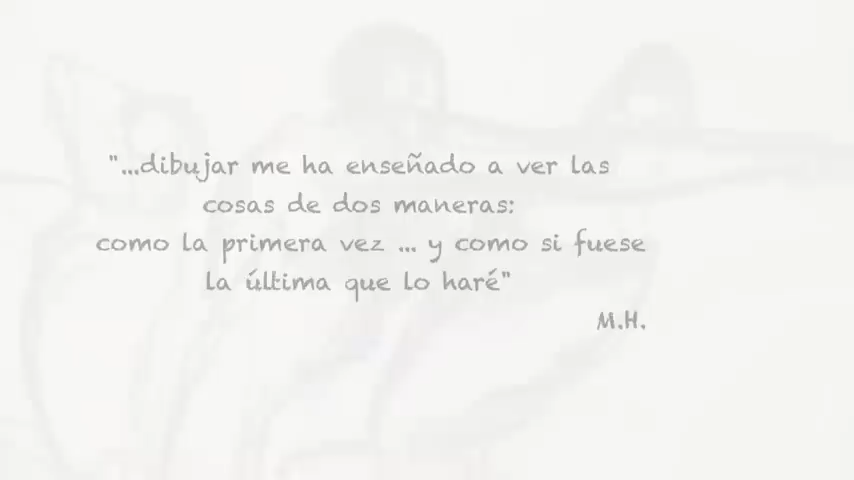 "...dibujar me ha enseñado a ver las
cosas de dos maneras:
como la primera vez ... y como si fuese
la última que lo haré"
M.H.